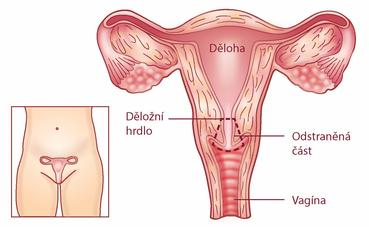 Děloha
Děložní
hrdlo
Odstraněná
část
Vagína